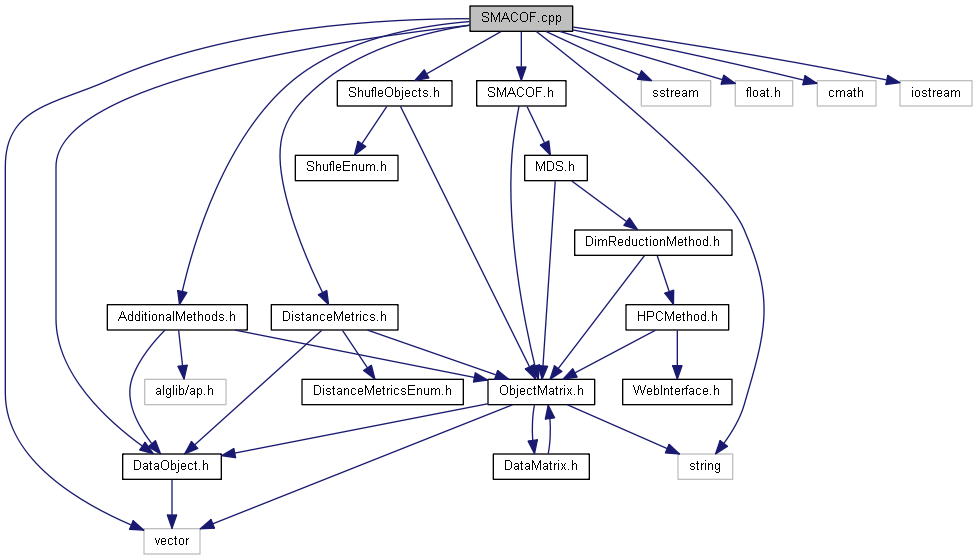 SMACOF.cpp
ShufleObjects.h
SMACOF.h
sstream
float.h
cmath
iostream
ShufleEnum.h
MDS.h
DimReductionMethod.h
AdditionalMethods.h
DistanceMetrics.h
HPCMethod.h
alglib/ap.h
DistanceMetricsEnum.h
ObjectMatrix.h
WebInterface.h
DataObject.h
DataMatrix.h
string
vector